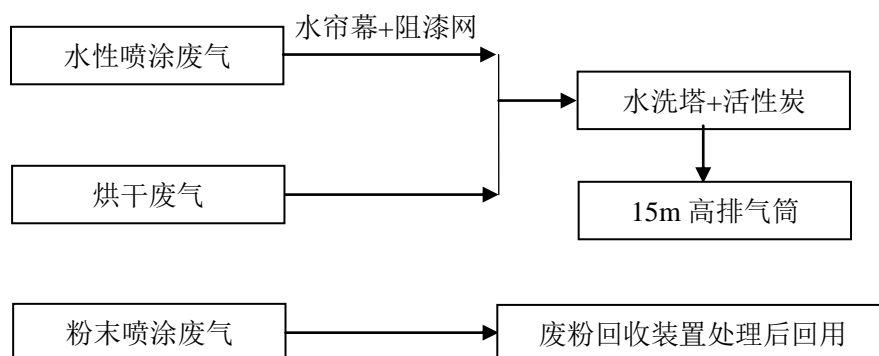 水帘幕+阻漆网
水性喷涂废气
水洗塔+活性炭
烘干废气
15m 高排气筒
粉末喷涂废气
废粉回收装置处理后回用